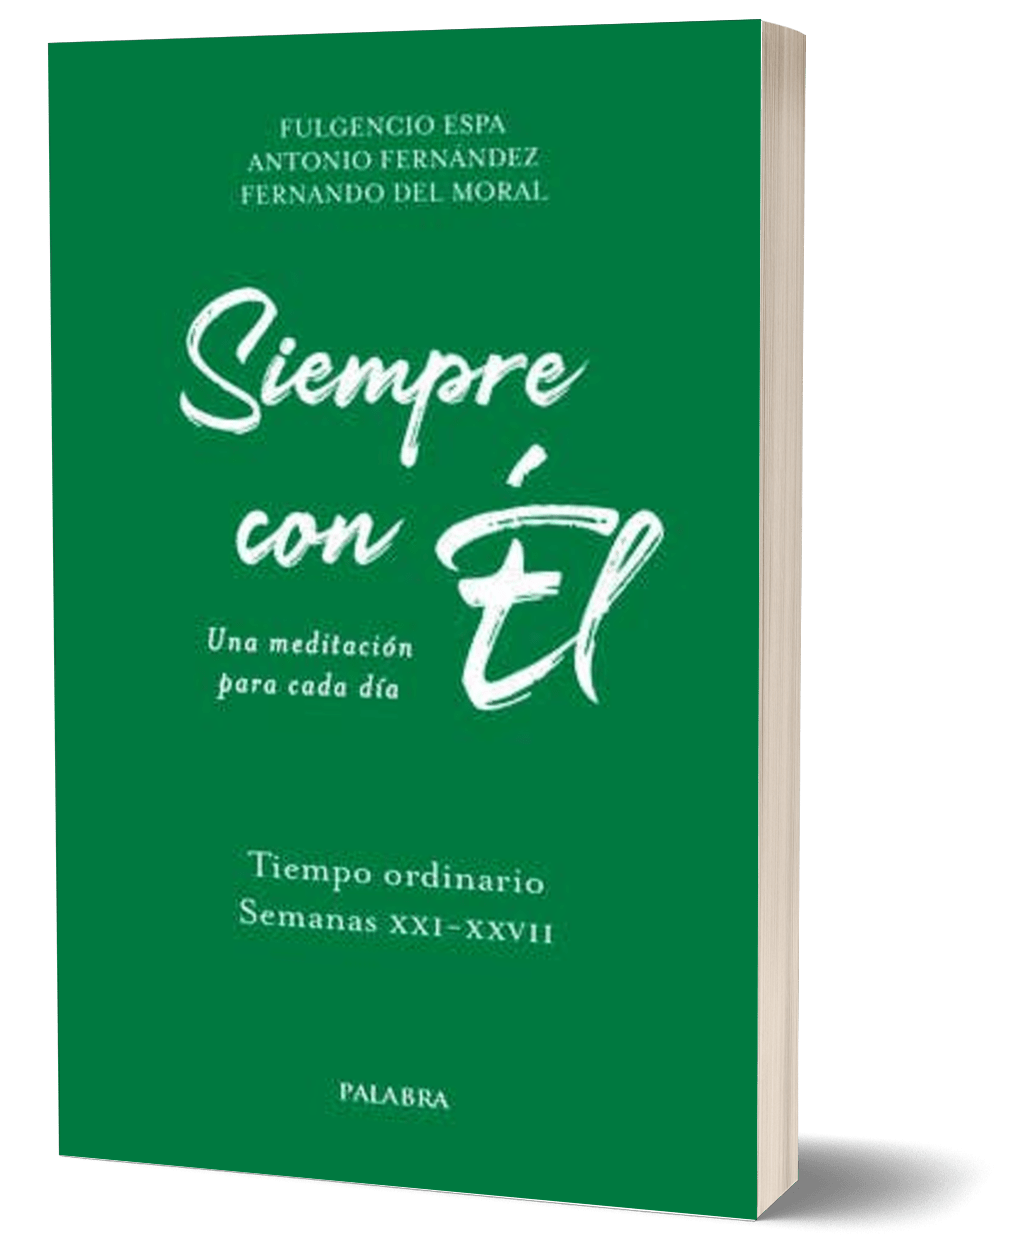 FULGENCIO ESPA
ANTONIO FERNÁNDEZ
FERNANDO DEL MORAL
Siempre
con Él
Una meditación
para cada día
Tiempo ordinario
Semanas XXI-XXVII
PALABRA